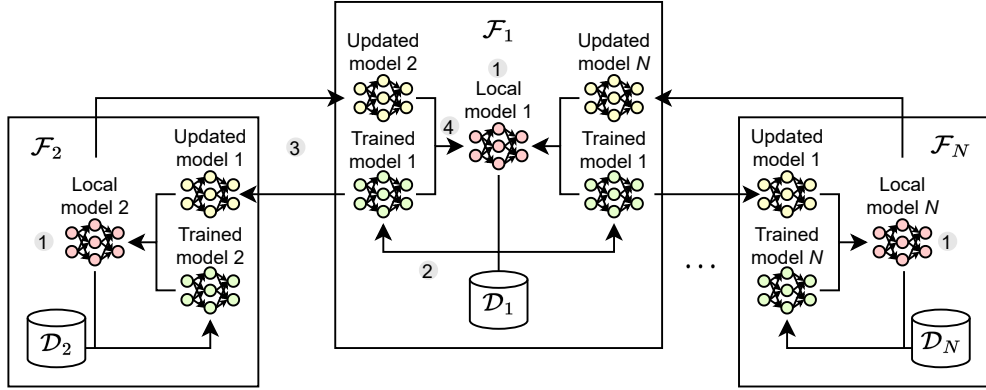 F₁
Updated
model 2
1
Local
model 1
Updated
model N
Trained
model 1
4
Trained
model 1
2
D₁
3
F₂
Updated
model 1
Local
model 2
1
Trained
model 2
D₂
...
F_N
Updated
model 1
Local
model N
1
Trained
model N
D_N